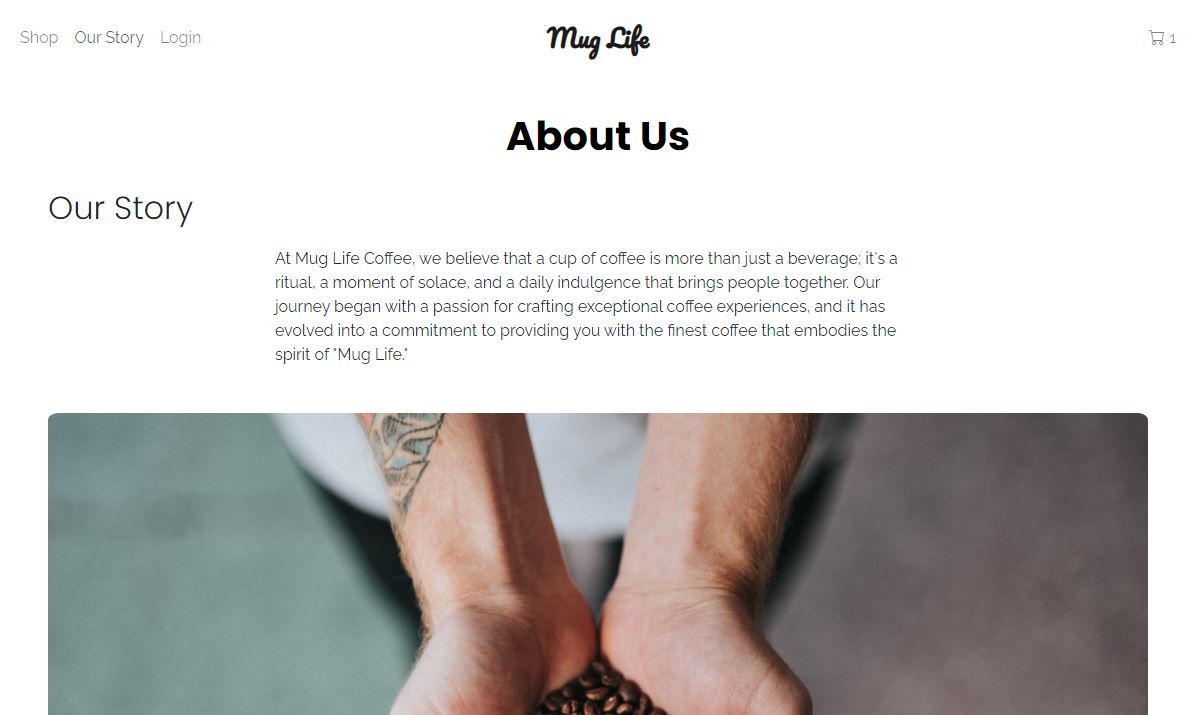 Shop Our Story Login Mug Life 1
About Us
Our Story
At Mug Life Coffee, we believe that a cup of coffee is more than just a beverage; it's a
ritual, a moment of solace, and a daily indulgence that brings people together. Our
journey began with a passion for crafting exceptional coffee experiences, and it has
evolved into a commitment to providing you with the finest coffee that embodies the
spirit of "Mug Life."